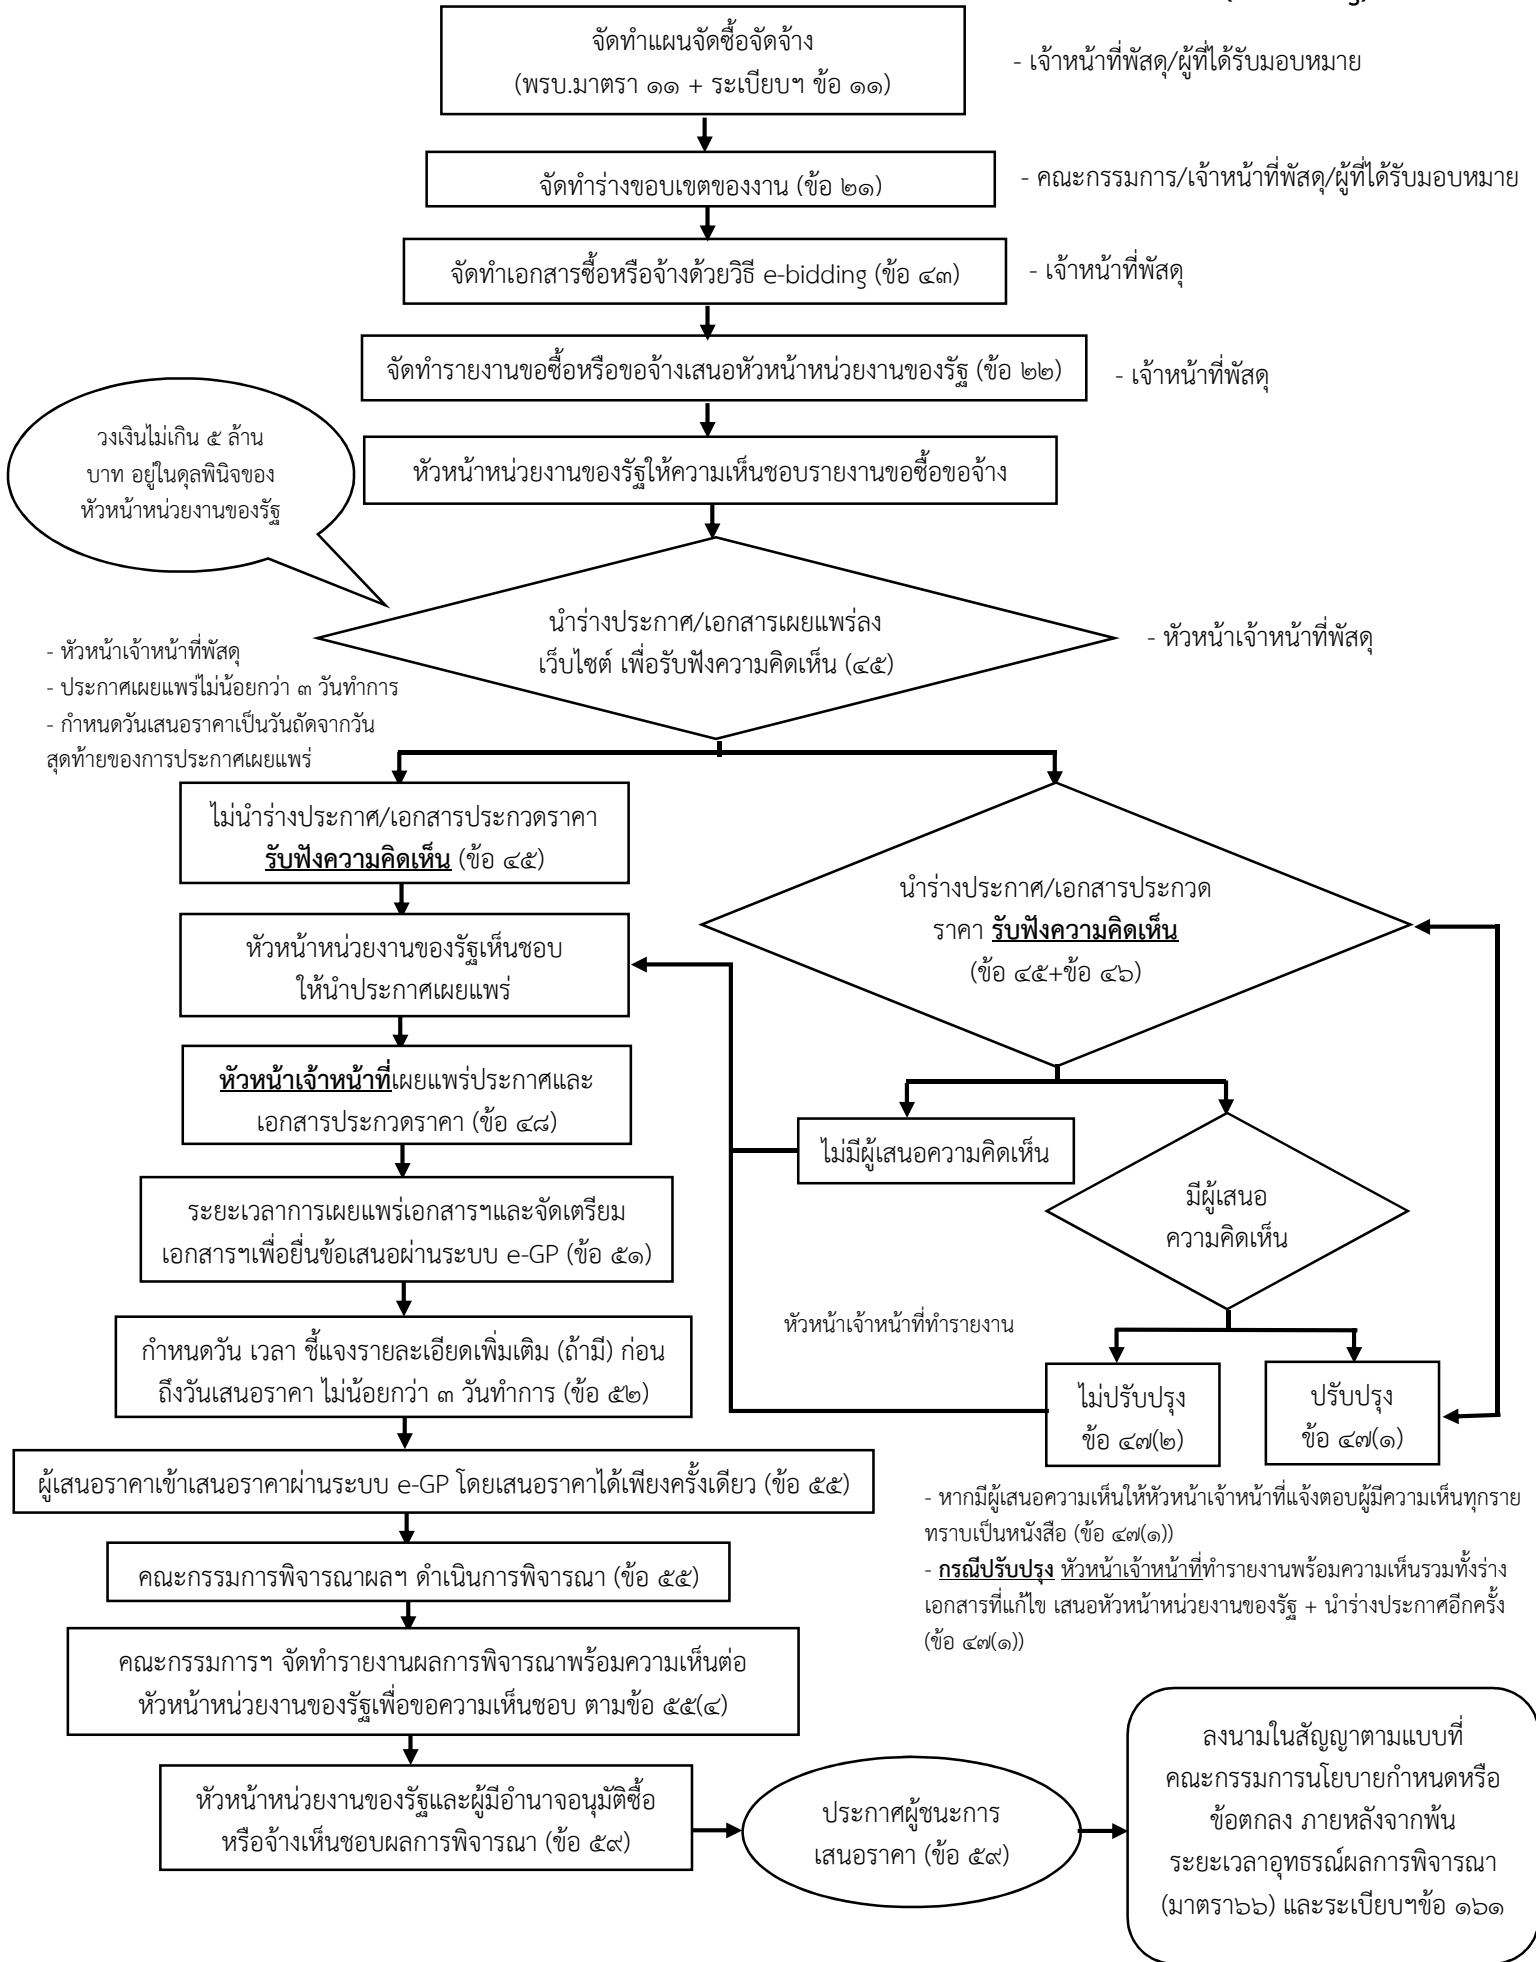 จัดทำแผนจัดซื้อจัดจ้าง
(พรบ.มาตรา ๑๑ + ระเบียบฯ ข้อ ๑๑)
- เจ้าหน้าที่พัสดุ/ผู้ที่ได้รับมอบหมาย
จัดทำร่างขอบเขตของงาน (ข้อ ๒๑)
- คณะกรรมการ/เจ้าหน้าที่พัสดุ/ผู้ที่ได้รับมอบหมาย
จัดทำเอกสารซื้อหรือจ้างด้วยวิธี e-bidding (ข้อ ๔๓)
- เจ้าหน้าที่พัสดุ
จัดทำรายงานขอซื้อหรือขอจ้างเสนอหัวหน้าหน่วยงานของรัฐ (ข้อ ๒๒)
- เจ้าหน้าที่พัสดุ
วงเงินไม่เกิน ๕ ล้าน
บาท อยู่ในดุลพินิจของ
หัวหน้าหน่วยงานของรัฐ
หัวหน้าหน่วยงานของรัฐให้ความเห็นชอบรายงานขอซื้อขอจ้าง
นำร่างประกาศ/เอกสารเผยแพร่ลง
เว็บไซต์ เพื่อรับฟังความคิดเห็น (๔๕)
- หัวหน้าเจ้าหน้าที่พัสดุ
- หัวหน้าเจ้าหน้าที่พัสดุ
- ประกาศเผยแพร่ไม่น้อยกว่า ๓ วันทำการ
- กำหนดวันเสนอราคาเป็นวันถัดจากวัน
สุดท้ายของการประกาศเผยแพร่
ไม่นำร่างประกาศ/เอกสารประกวดราคา
รับฟังความคิดเห็น (ข้อ ๔๕)
นำร่างประกาศ/เอกสารประกวด
ราคา รับฟังความคิดเห็น
(ข้อ ๔๕+ข้อ ๔๖)
หัวหน้าหน่วยงานของรัฐเห็นชอบ
ให้นำประกาศเผยแพร่
หัวหน้าเจ้าหน้าที่เผยแพร่ประกาศและ
เอกสารประกวดราคา (ข้อ ๔๘)
ไม่มีผู้เสนอความคิดเห็น
มีผู้เสนอ
ความคิดเห็น
ระยะเวลาการเผยแพร่เอกสารฯและจัดเตรียม
เอกสารฯเพื่อยื่นข้อเสนอผ่านระบบ e-GP (ข้อ ๕๑)
หัวหน้าเจ้าหน้าที่ทำรายงาน
กำหนดวัน เวลา ชี้แจงรายละเอียดเพิ่มเติม (ถ้ามี) ก่อน
ถึงวันเสนอราคา ไม่น้อยกว่า ๓ วันทำการ (ข้อ ๕๒)
ไม่ปรับปรุง
ข้อ ๔๗(๒)
ปรับปรุง
ข้อ ๔๗(๑)
ผู้เสนอราคาเข้าเสนอราคาผ่านระบบ e-GP โดยเสนอราคาได้เพียงครั้งเดียว (ข้อ ๕๕)
- หากมีผู้เสนอความเห็นให้หัวหน้าเจ้าหน้าที่แจ้งตอบผู้มีความเห็นทุกราย
ทราบเป็นหนังสือ (ข้อ ๔๗(๑))
- กรณีปรับปรุง หัวหน้าเจ้าหน้าที่ทำรายงานพร้อมความเห็นรวมทั้งร่าง
เอกสารที่แก้ไข เสนอหัวหน้าหน่วยงานของรัฐ + นำร่างประกาศอีกครั้ง
(ข้อ ๔๗(๑))
คณะกรรมการพิจารณาผลฯ ดำเนินการพิจารณา (ข้อ ๕๕)
คณะกรรมการฯ จัดทำรายงานผลการพิจารณาพร้อมความเห็นต่อ
หัวหน้าหน่วยงานของรัฐเพื่อขอความเห็นชอบ ตามข้อ ๕๕(๔)
หัวหน้าหน่วยงานของรัฐและผู้มีอำนาจอนุมัติซื้อ
หรือจ้างเห็นชอบผลการพิจารณา (ข้อ ๕๙)
ประกาศผู้ชนะการ
เสนอราคา (ข้อ ๕๙)
ลงนามในสัญญาตามแบบที่
คณะกรรมการนโยบายกำหนดหรือ
ข้อตกลง ภายหลังจากพ้น
ระยะเวลาอุทธรณ์ผลการพิจารณา
(มาตรา๖๖) และระเบียบฯข้อ ๑๖๑